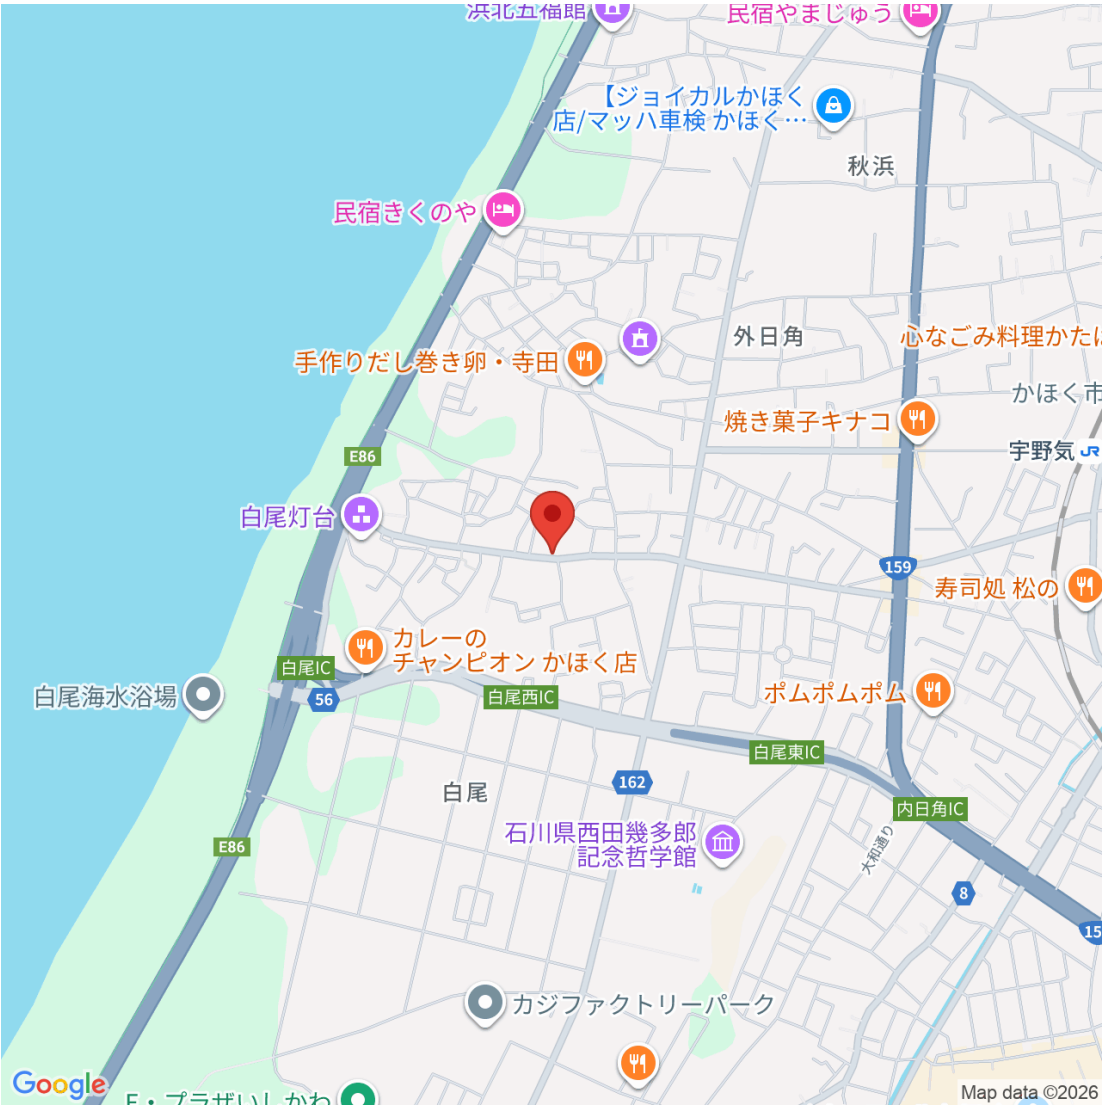 浜北五福館
民宿やまじゅう
【ジョイカルかほく
店/マッハ車検 かほく…
秋浜
民宿きくのや
外日角
心なごみ料理かたに
手作りだし巻き卵・寺田
かほく市
焼き菓子キナコ
宇野気
JR
E86
白尾灯台
159
寿司処 松の
カレーの
チャンピオン かほく店
白尾IC
白尾海水浴場
56
白尾西IC
ポムポムポム
白尾東IC
162
白尾
内日角IC
石川県西田幾多郎
記念哲学館
E86
大和通り
8
15
カジファクトリーパーク
Google
Map data ©2026